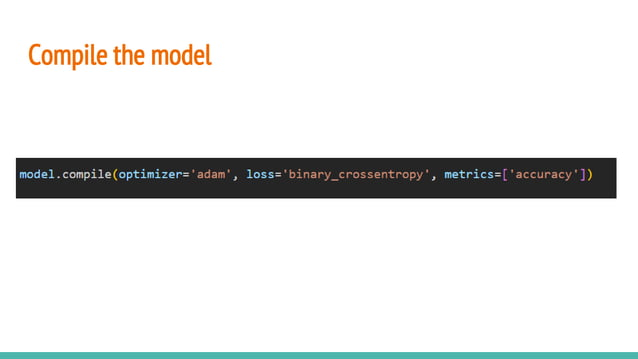 Compile the model
model.compile(optimizer='adam', loss='binary_crossentropy', metrics=['accuracy'])